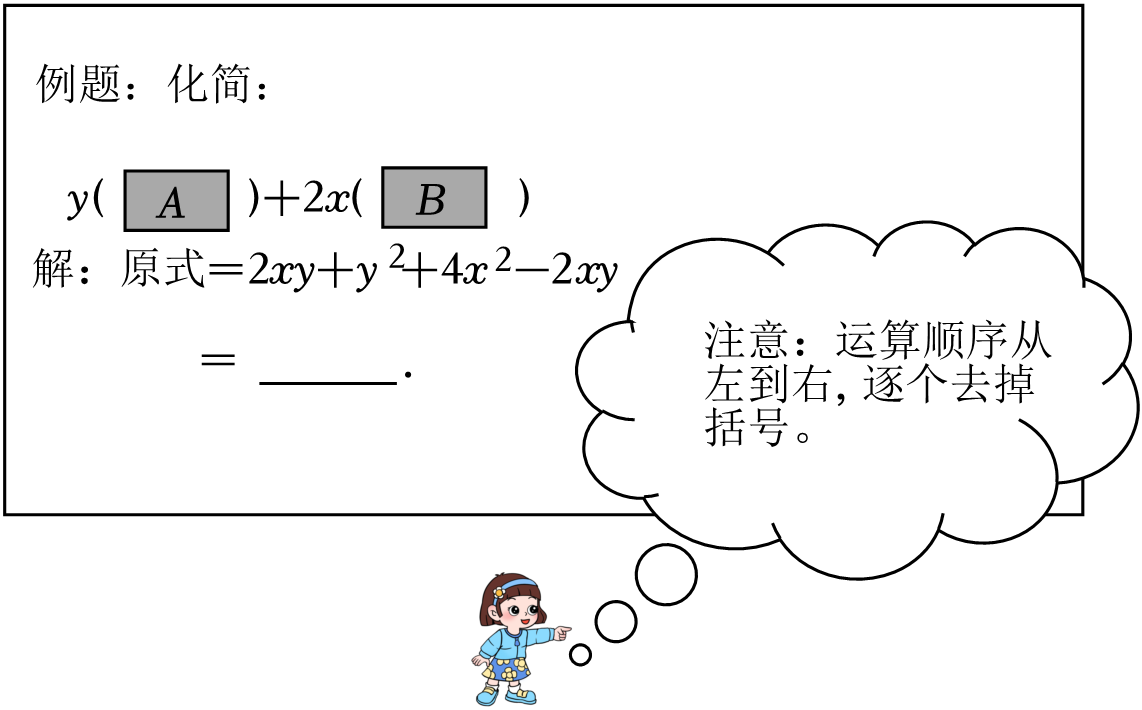 例题：化简：
y( A )+2x( B )
解：原式=2xy+y²+4x²−2xy
= _____.
注意：运算顺序从
左到右，逐个去掉
括号。